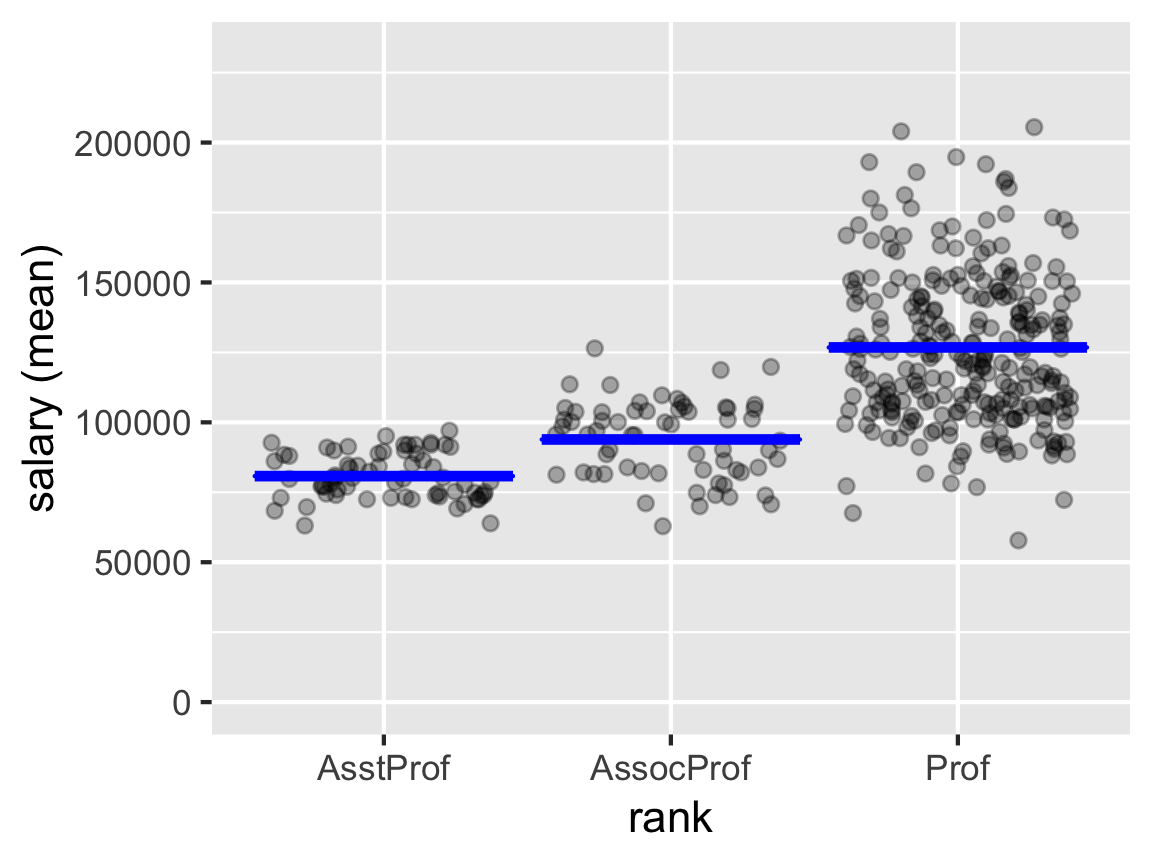 salary (mean)
200000
150000
100000
50000
0
AsstProf
AssocProf
Prof
rank